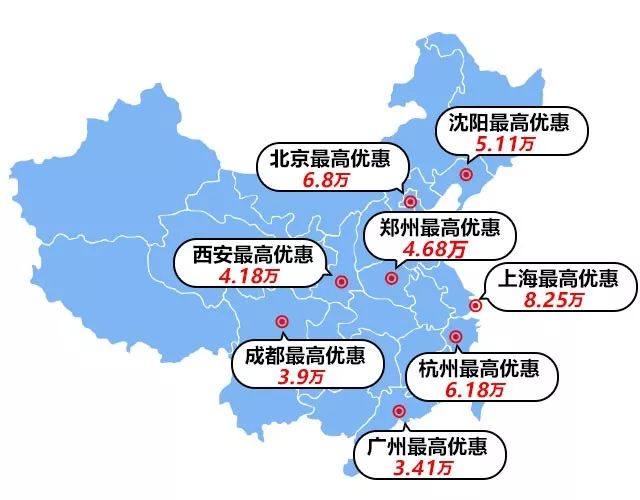 沈阳最高优惠
5.11万
北京最高优惠
6.8万
郑州最高优惠
4.68万
西安最高优惠
4.18万
上海最高优惠
8.25万
成都最高优惠
3.9万
杭州最高优惠
6.18万
广州最高优惠
3.41万